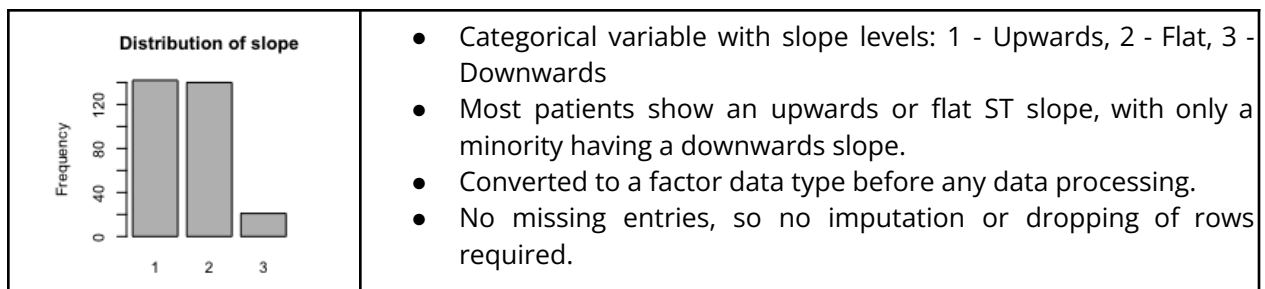 Distribution of slope
Frequency
0 40 80 120
1 2 3
● Categorical variable with slope levels: 1 - Upwards, 2 - Flat, 3 -
Downwards
● Most patients show an upwards or flat ST slope, with only a
minority having a downwards slope.
● Converted to a factor data type before any data processing.
● No missing entries, so no imputation or dropping of rows
required.